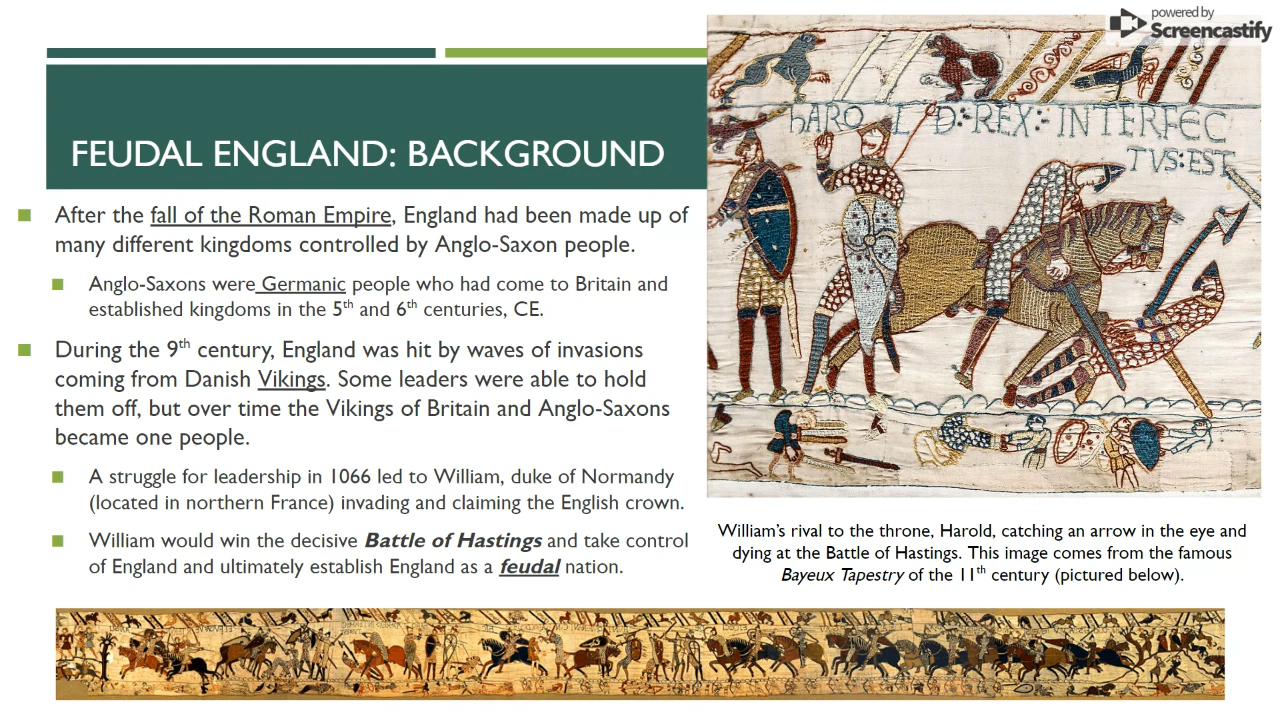 powered by
Screencastify
FEUDAL ENGLAND: BACKGROUND
After the fall of the Roman Empire, England had been made up of
many different kingdoms controlled by Anglo-Saxon people.
Anglo-Saxons were Germanic people who had come to Britain and
established kingdoms in the 5th and 6th centuries, CE.
During the 9th century, England was hit by waves of invasions
coming from Danish Vikings. Some leaders were able to hold
them off, but over time the Vikings of Britain and Anglo-Saxons
became one people.
A struggle for leadership in 1066 led to William, duke of Normandy
(located in northern France) invading and claiming the English crown.
William would win the decisive Battle of Hastings and take control
of England and ultimately establish England as a feudal nation.
hARO L D:REX:INTERFEC
TVS:EST
William's rival to the throne, Harold, catching an arrow in the eye and
dying at the Battle of Hastings. This image comes from the famous
Bayeux Tapestry of the 11th century (pictured below).